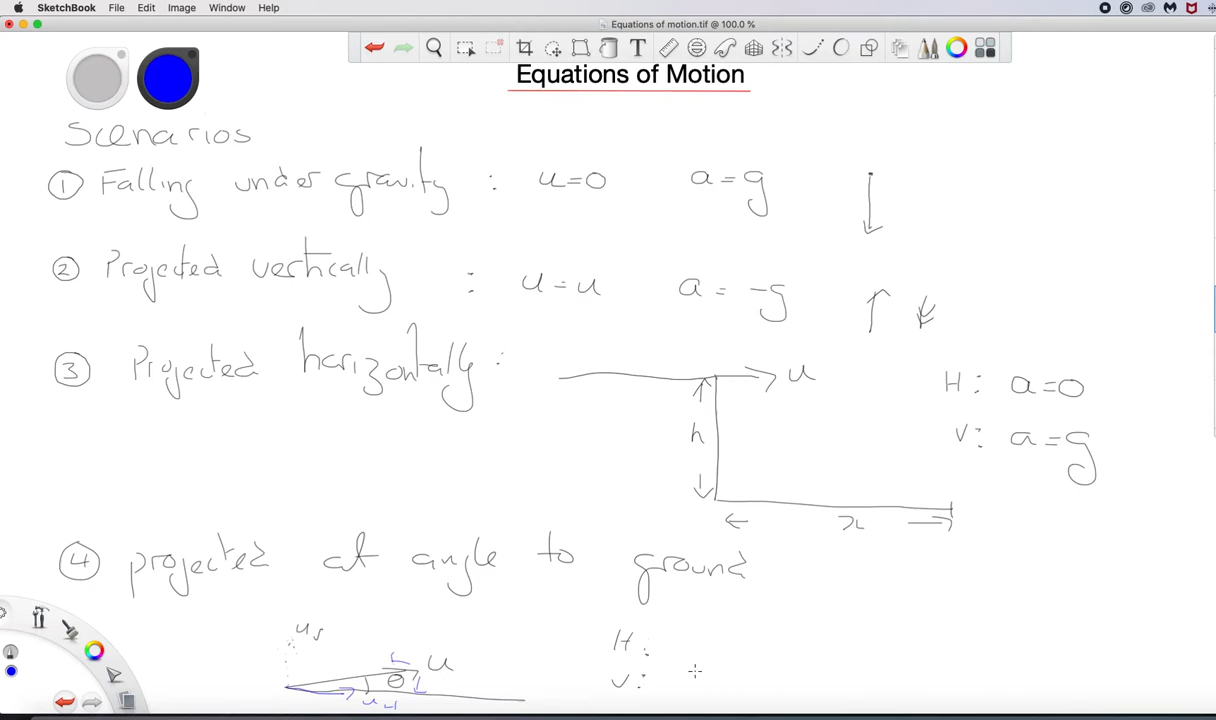 SketchBook File Edit Image Window Help
Equations of motion.tif @ 100.0 %
Equations of Motion
Scenarios
① Falling under gravity : u=0 a=g
② Projected vertically : u=u a=-g
③ Projected horizontally : u H: a=0
h V: a=g
x
④ projected at angle to ground
H:
u θ V: